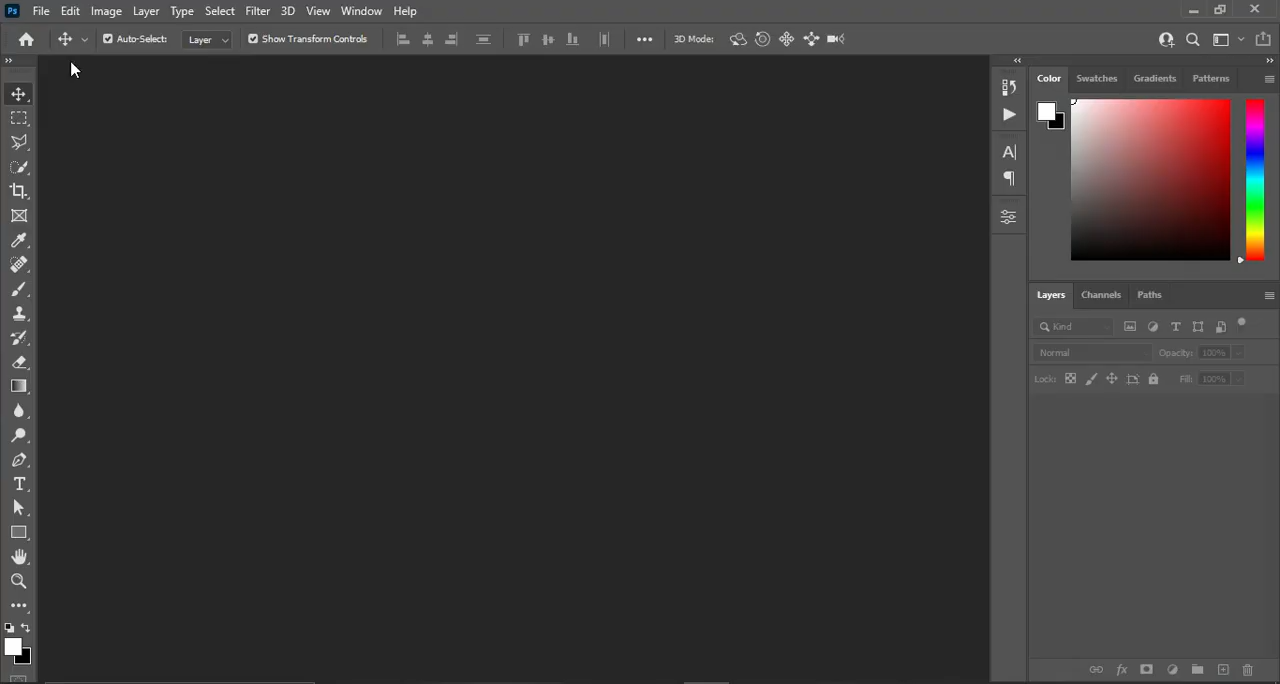 Ps File Edit Image Layer Type Select Filter 3D View Window Help
Auto-Select: Layer Show Transform Controls 3D Mode:
Color Swatches Gradients Patterns
Layers Channels Paths
Kind
Normal Opacity: 100%
Lock: Fill: 100%